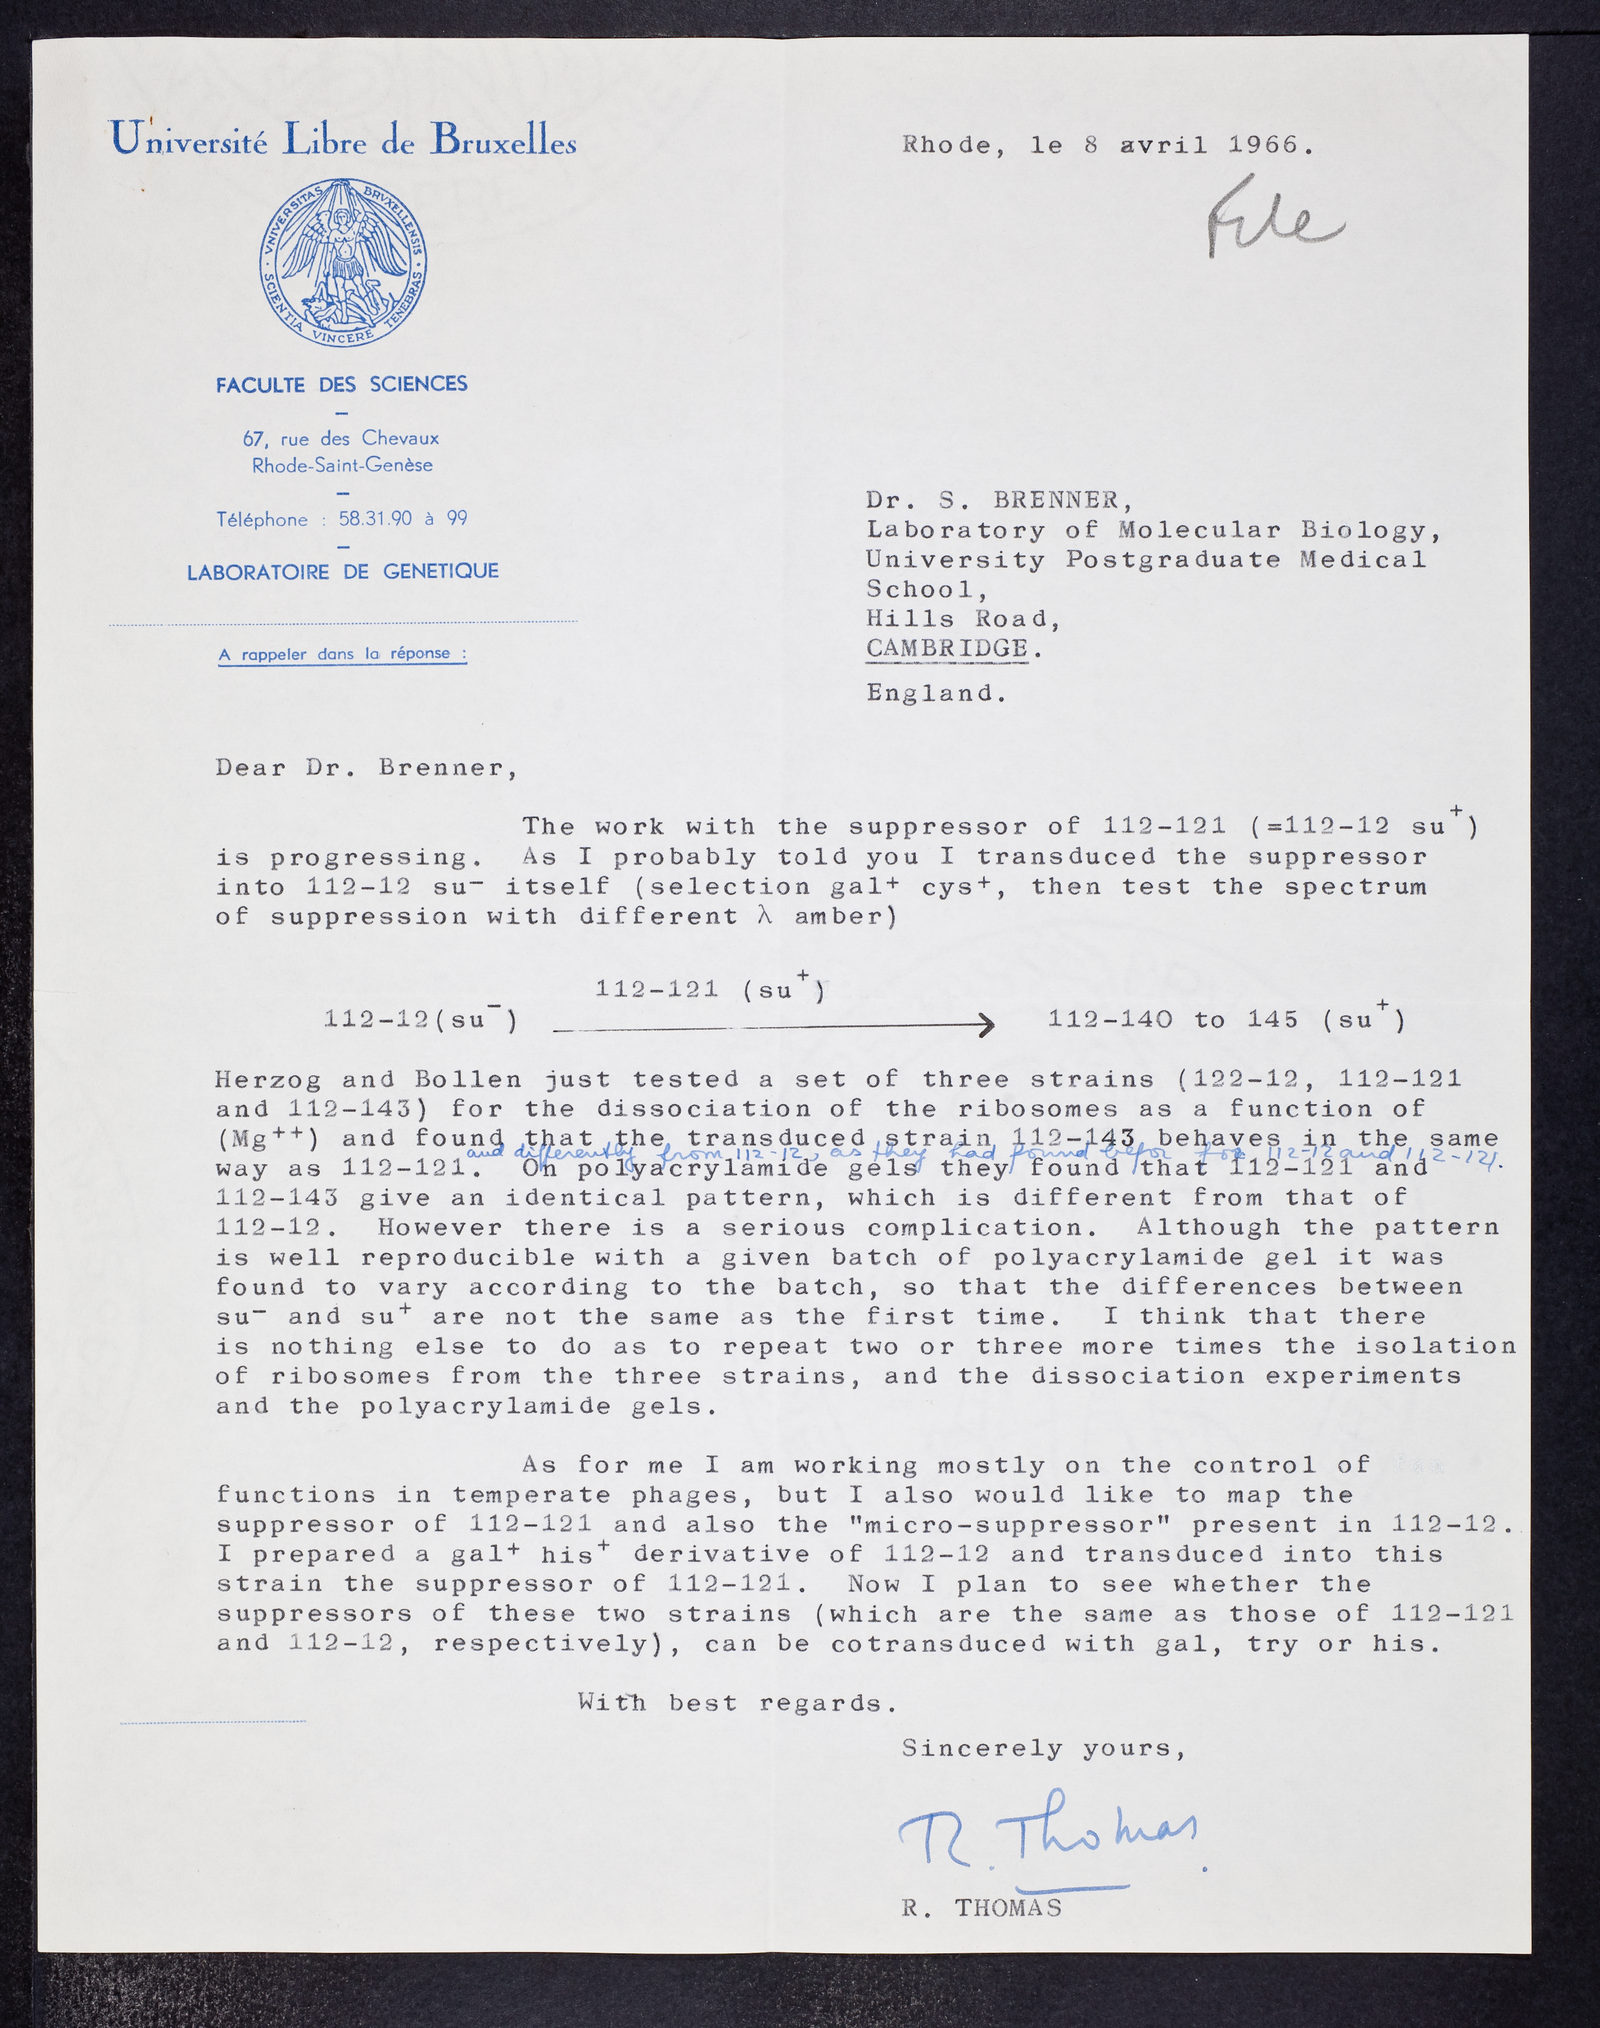 Université Libre de Bruxelles
Rhode, le 8 avril 1966.
File
VNIVERSITAS BRVXELLENSIS
SCIENTIA VINCERE TENEBRAS
FACULTE DES SCIENCES
67, rue des Chevaux
Rhode-Saint-Genèse
Téléphone : 58.31.90 à 99
LABORATOIRE DE GENETIQUE
A rappeler dans la réponse :
Dr. S. BRENNER,
Laboratory of Molecular Biology,
University Postgraduate Medical
School,
Hills Road,
CAMBRIDGE.
England.
Dear Dr. Brenner,
The work with the suppressor of 112-121 (=112-12 su⁺)
is progressing. As I probably told you I transduced the suppressor
into 112-12 su⁻ itself (selection gal⁺ cys⁺, then test the spectrum
of suppression with different λ amber)
112-121 (su⁺)
112-12(su⁻) ⟶ 112-140 to 145 (su⁺)
Herzog and Bollen just tested a set of three strains (122-12, 112-121
and 112-143) for the dissociation of the ribosomes as a function of
(Mg⁺⁺) and found that the transduced strain 112-143 behaves in the same
and differently from 112-12, as they had found befor for 112-12 and 112-121.
way as 112-121. On polyacrylamide gels they found that 112-121 and
112-143 give an identical pattern, which is different from that of
112-12. However there is a serious complication. Although the pattern
is well reproducible with a given batch of polyacrylamide gel it was
found to vary according to the batch, so that the differences between
su⁻ and su⁺ are not the same as the first time. I think that there
is nothing else to do as to repeat two or three more times the isolation
of ribosomes from the three strains, and the dissociation experiments
and the polyacrylamide gels.
As for me I am working mostly on the control of
functions in temperate phages, but I also would like to map the
suppressor of 112-121 and also the "micro-suppressor" present in 112-12.
I prepared a gal⁺ his⁺ derivative of 112-12 and transduced into this
strain the suppressor of 112-121. Now I plan to see whether the
suppressors of these two strains (which are the same as those of 112-121
and 112-12, respectively), can be cotransduced with gal, try or his.
With best regards.
Sincerely yours,
R. Thomas
R. THOMAS